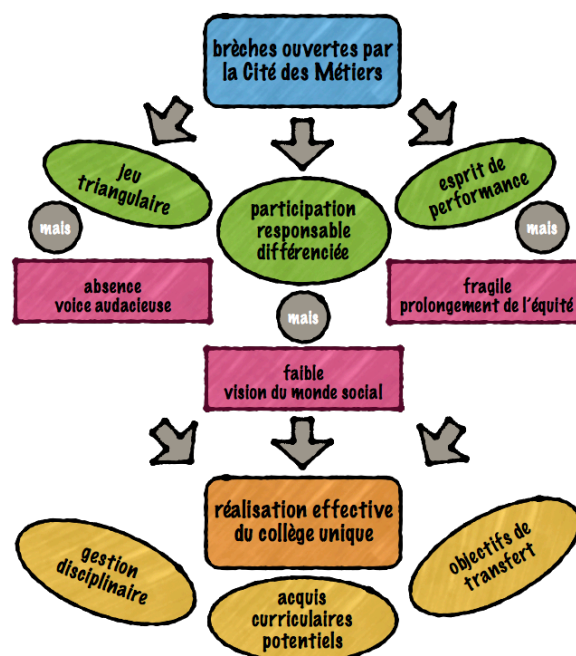 brèches ouvertes par
la Cité des Métiers
jeu
triangulaire
esprit de
performance
participation
responsable
différenciée
mais
mais
absence
voice audacieuse
fragile
prolongement de l'équité
mais
faible
vision du monde social
réalisation effective
du collège unique
gestion
disciplinaire
objectifs de
transfert
acquis
curriculaires
potentiels